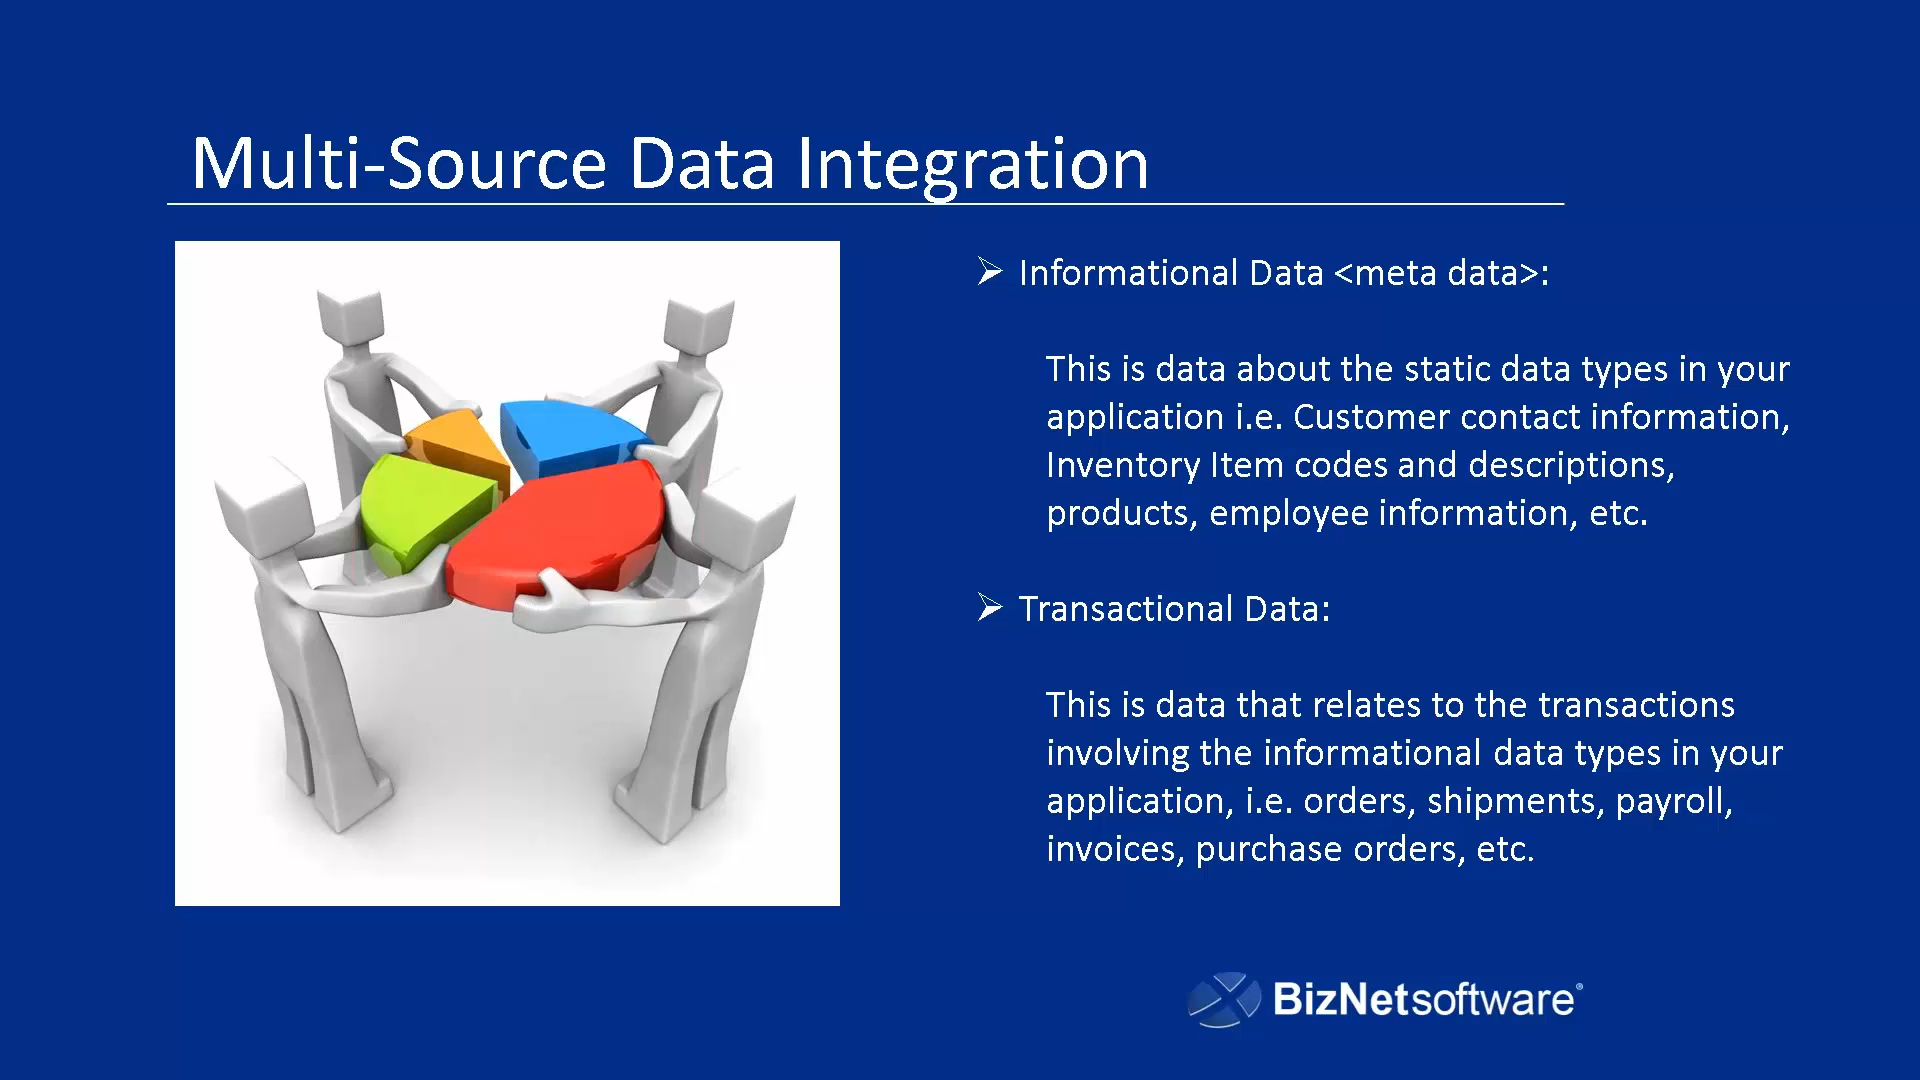 Multi-Source Data Integration
➢ Informational Data <meta data>:
This is data about the static data types in your
application i.e. Customer contact information,
Inventory Item codes and descriptions,
products, employee information, etc.
➢ Transactional Data:
This is data that relates to the transactions
involving the informational data types in your
application, i.e. orders, shipments, payroll,
invoices, purchase orders, etc.
BizNetsoftware®